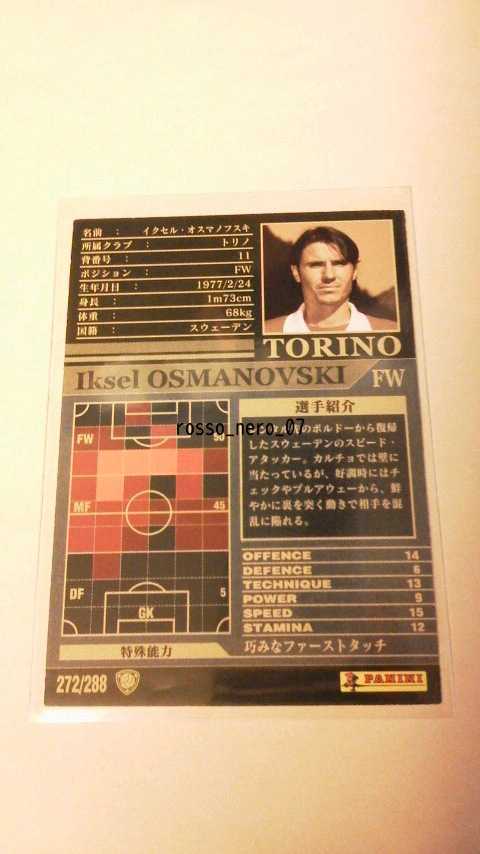 名前 : イクセル・オスマノフスキ
所属クラブ : トリノ
背番号 : 11
ポジション : FW
生年月日 : 1977/2/24
身長 : 1m73cm
体重 : 68kg
国籍 : スウェーデン
TORINO
Iksel OSMANOVSKI FW
選手紹介
rosso_nero_07
のボルドーから復帰
したスウェーデンのスピード・
アタッカー。カルチョでは壁に
当たっているが、好調時にはチ
ェックやプルアウェーから、鮮
やかに裏を突く動きで相手を混
乱に陥れる。
FW 90
MF 45
DF 5
GK
OFFENCE 14
DEFENCE 6
TECHNIQUE 13
POWER 9
SPEED 15
STAMINA 12
特殊能力 巧みなファーストタッチ
272/288
PANINI